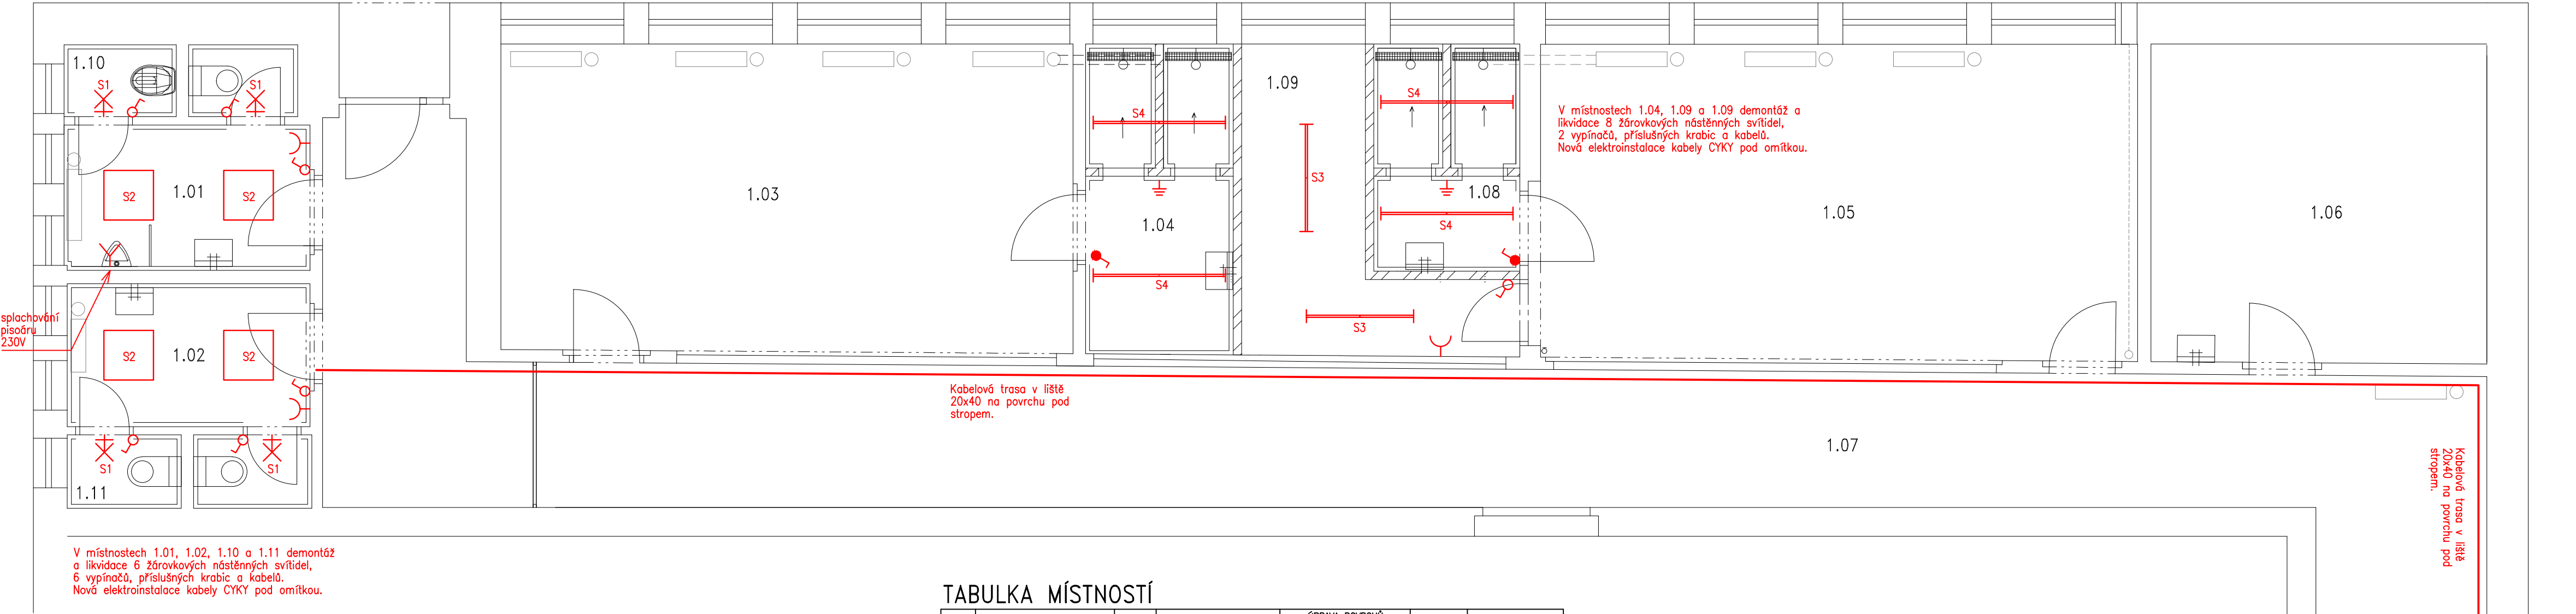 1.10
S1
S1
S2
1.01
S2
splachování
pisoáru
230V
S2
1.02
S2
S1
S1
1.11
V místnostech 1.01, 1.02, 1.10 a 1.11 demontáž
a likvidace 6 žárovkových nástěnných svítidel,
6 vypínačů, příslušných krabic a kabelů.
Nová elektroinstalace kabely CYKY pod omítkou.
1.03
S4
1.04
S4
1.09
S3
S3
S4
1.08
S4
V místnostech 1.04, 1.09 a 1.09 demontáž a
likvidace 8 žárovkových nástěnných svítidel,
2 vypínačů, příslušných krabic a kabelů.
Nová elektroinstalace kabely CYKY pod omítkou.
1.05
1.06
Kabelová trasa v liště
20x40 na povrchu pod
stropem.
1.07
Kabelová trasa v liště
20x40 na povrchu pod
stropem.
TABULKA MÍSTNOSTÍ